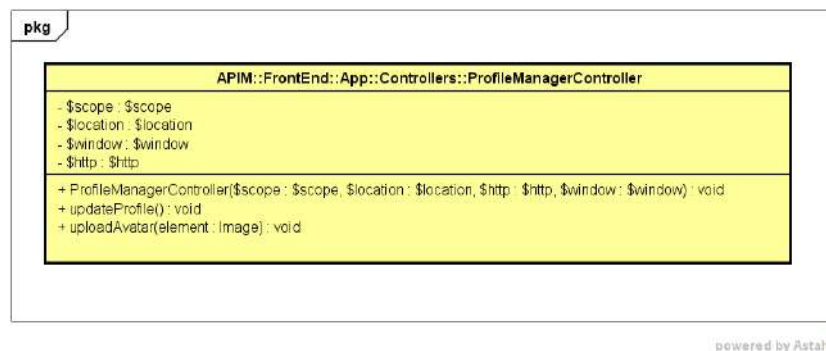 pkg
APIM::FrontEnd::App::Controllers::ProfileManagerController
- $scope : $scope
- $location : $location
- $window : $window
- $http : $http
+ ProfileManagerController($scope : $scope, $location : $location, $http : $http, $window : $window) : void
+ updateProfile() : void
+ uploadAvatar(element : Image) : void
powered by Astah